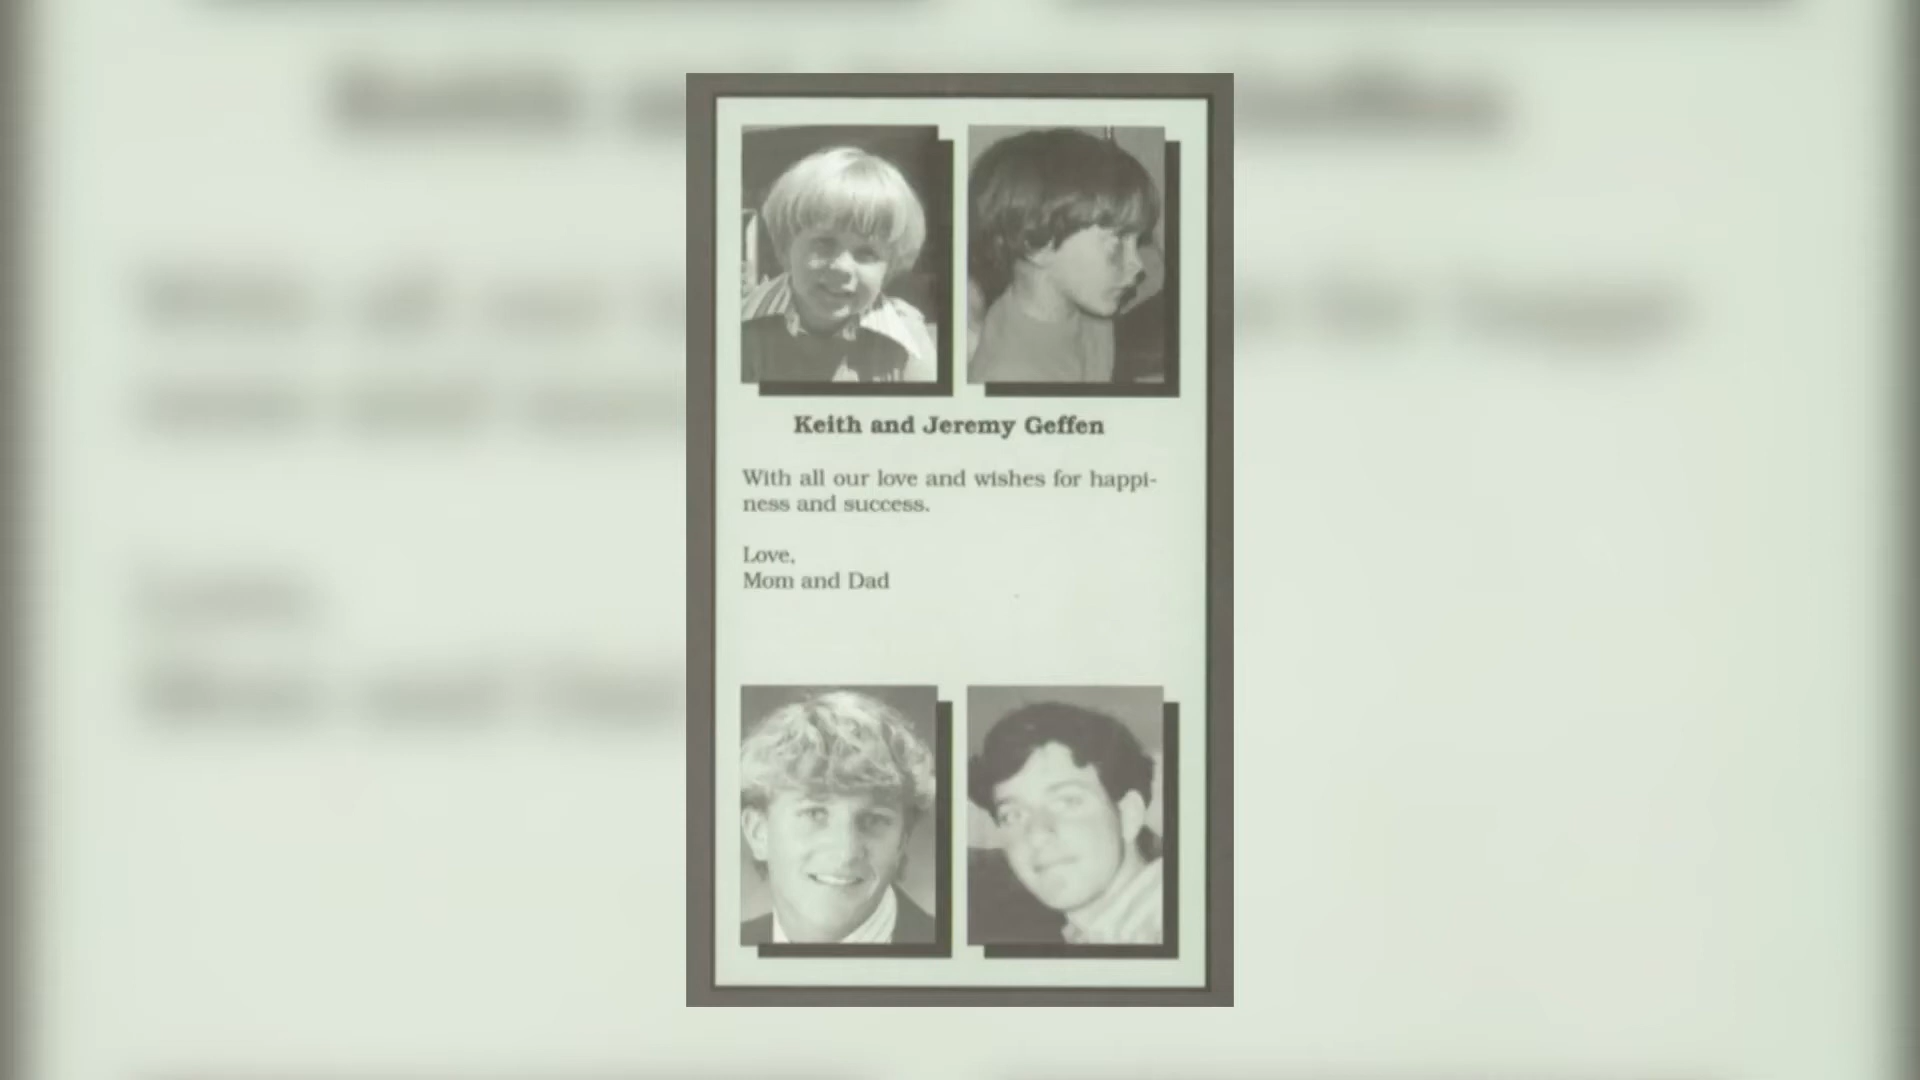 Keith and Jeremy Geffen
With all our love and wishes for happi-
ness and success.
Love,
Mom and Dad